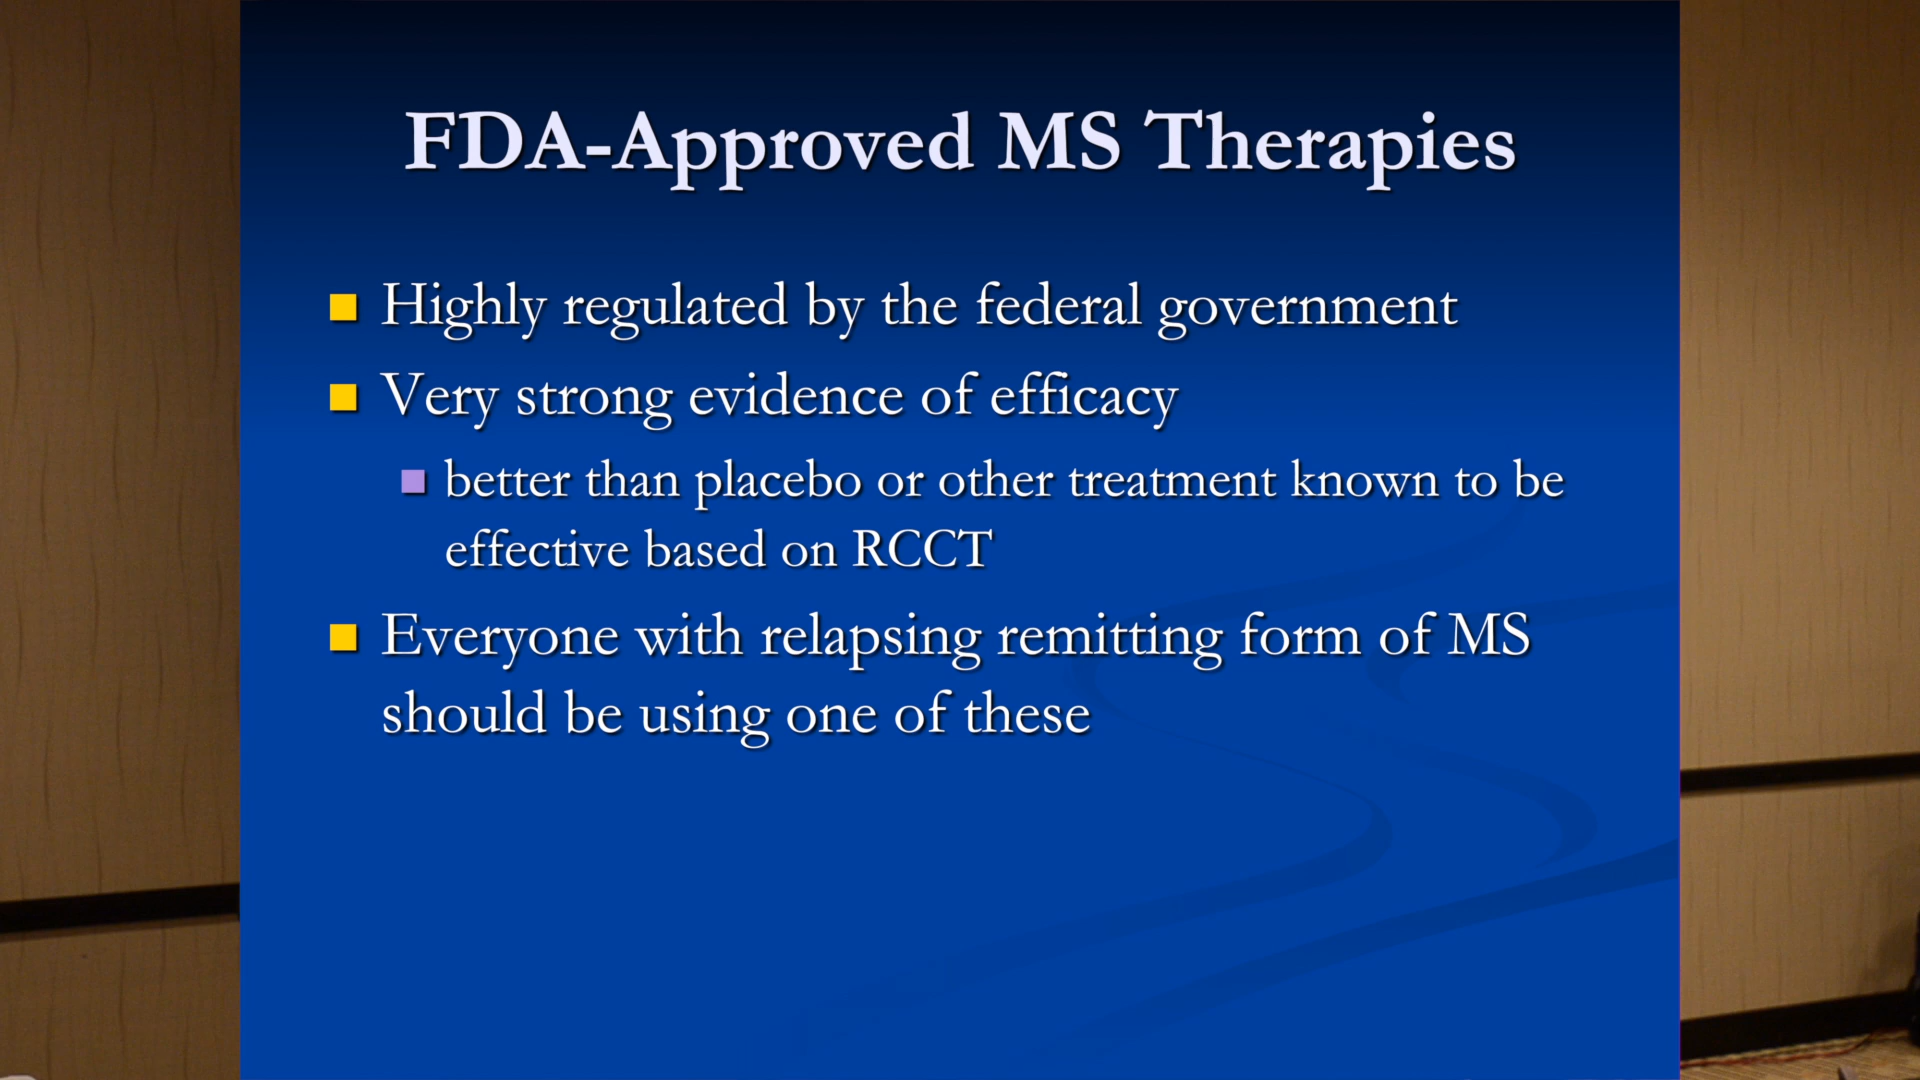 FDA-Approved MS Therapies
Highly regulated by the federal government
Very strong evidence of efficacy
better than placebo or other treatment known to be
effective based on RCCT
Everyone with relapsing remitting form of MS
should be using one of these